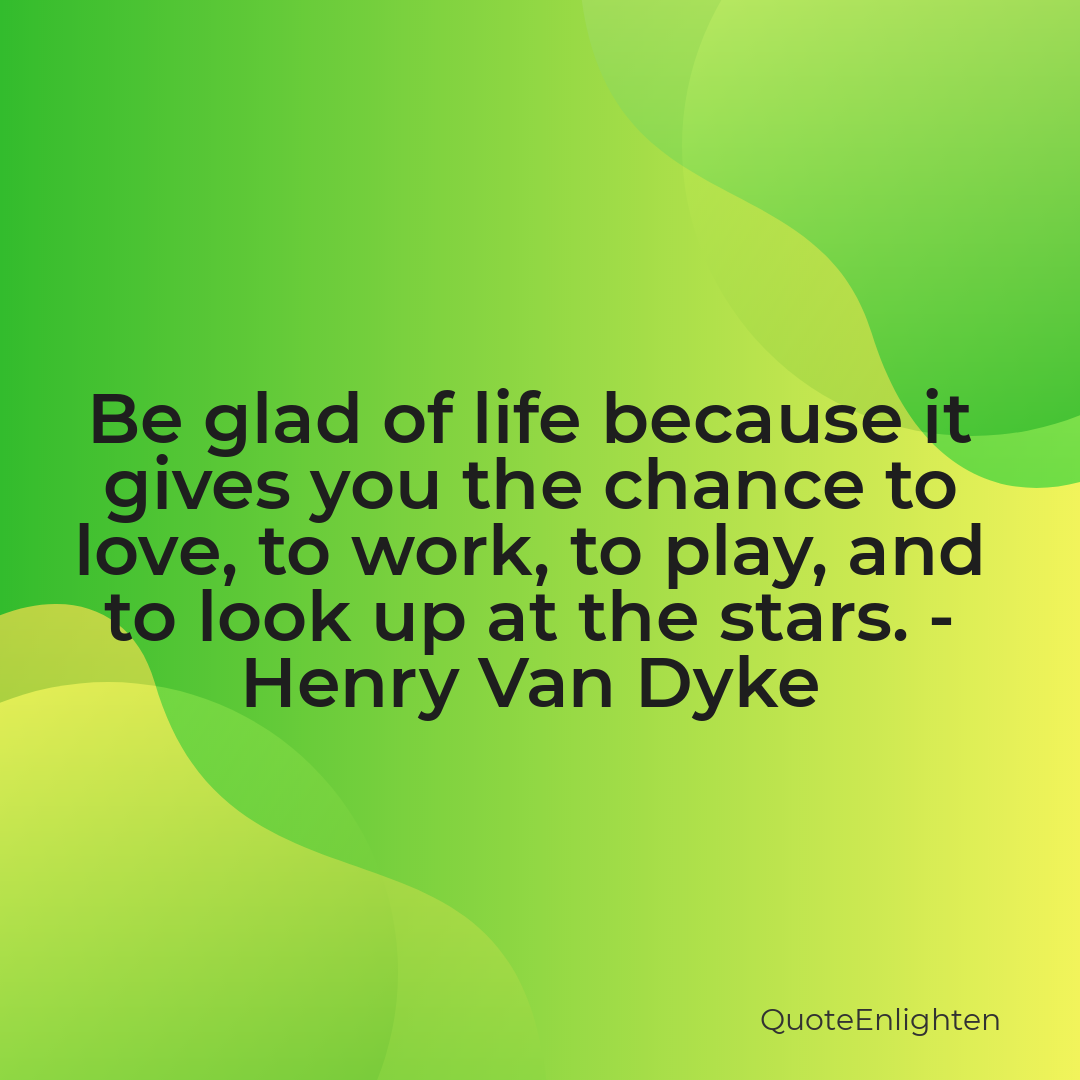 Be glad of life because it
gives you the chance to
love, to work, to play, and
to look up at the stars. -
Henry Van Dyke
QuoteEnlighten